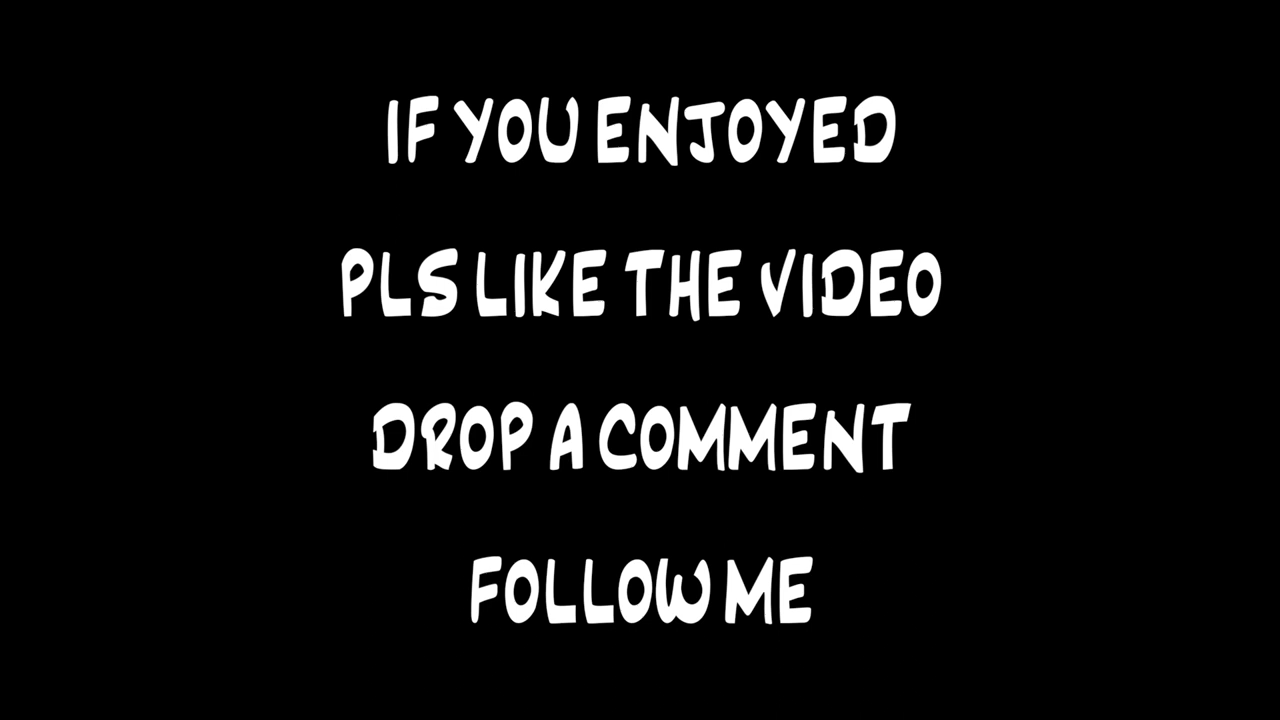 IF YOU ENJOYED
PLS LIKE THE VIDEO
DROP A COMMENT
FOLLOW ME